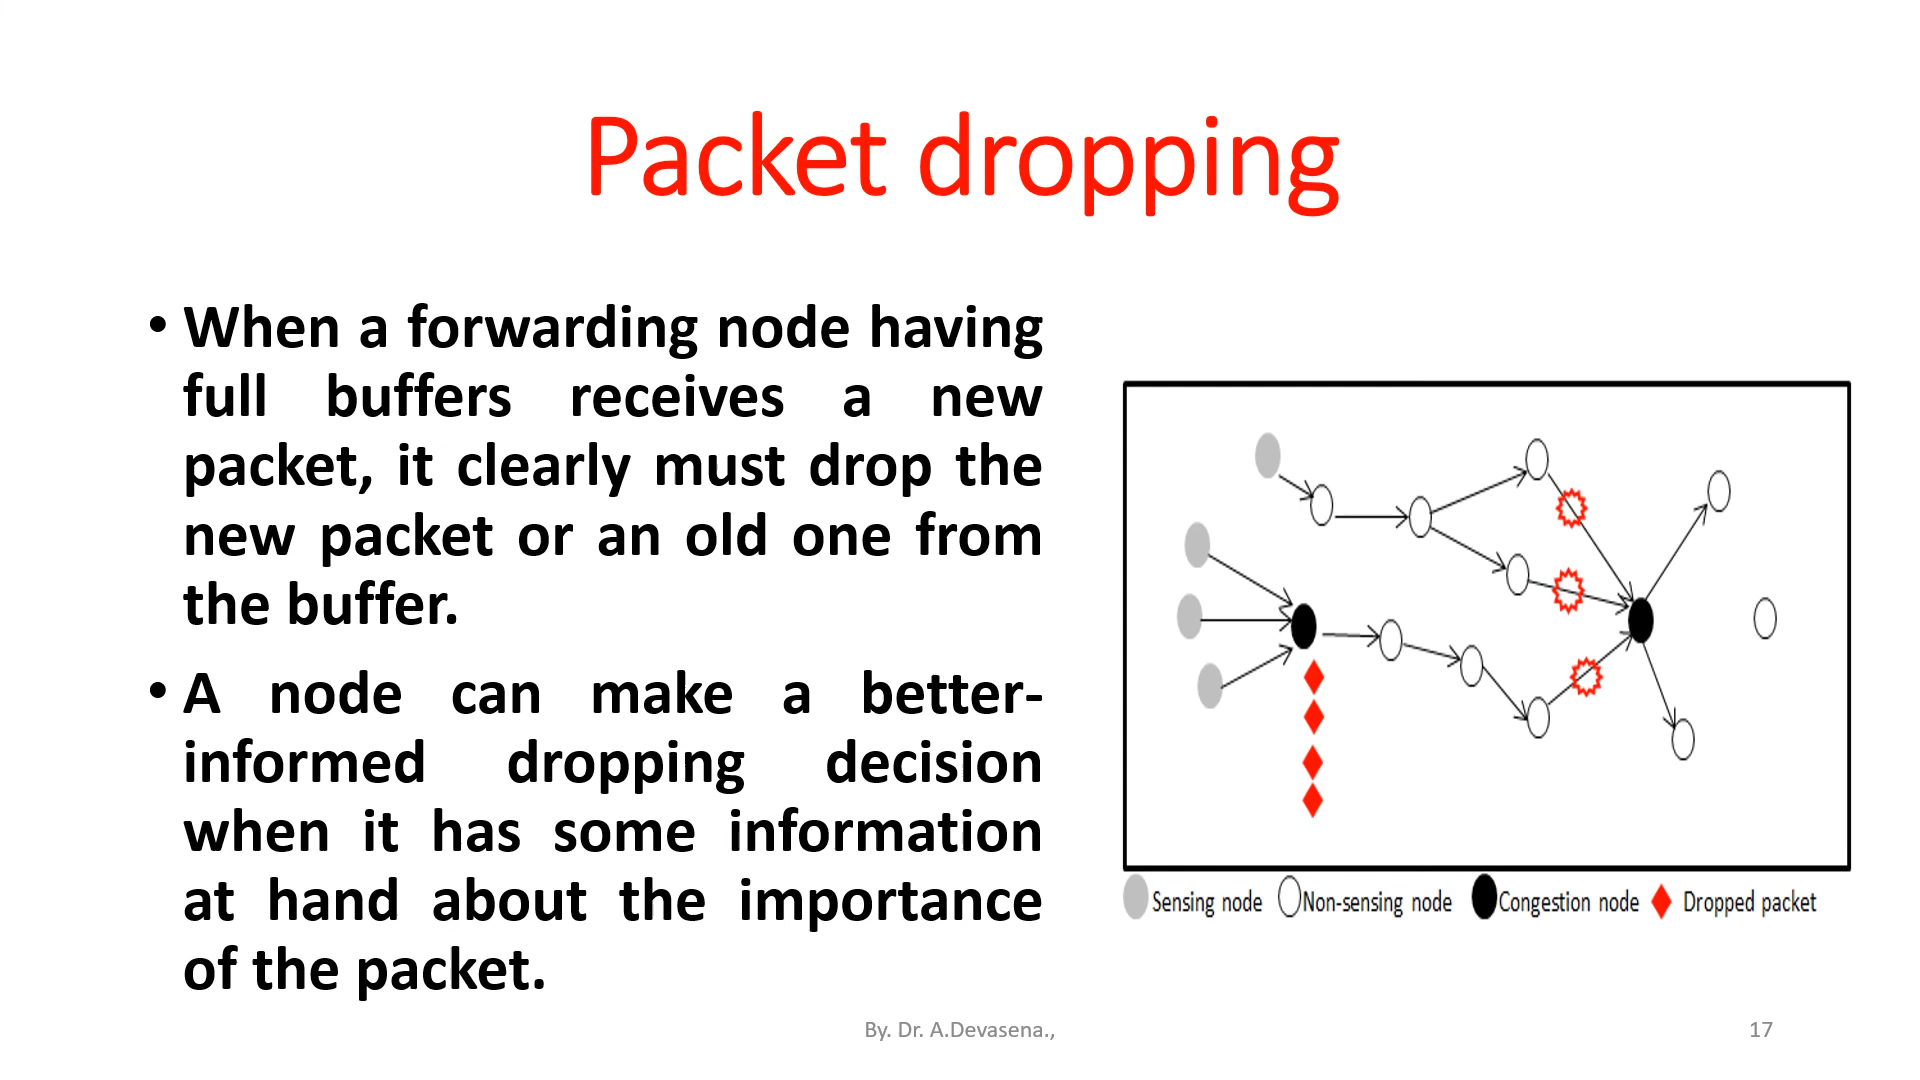 Packet dropping
• When a forwarding node having
full buffers receives a new
packet, it clearly must drop the
new packet or an old one from
the buffer.
• A node can make a better-
informed dropping decision
when it has some information
at hand about the importance
of the packet.
Sensing node Non-sensing node Congestion node Dropped packet
By. Dr. A.Devasena.,
17